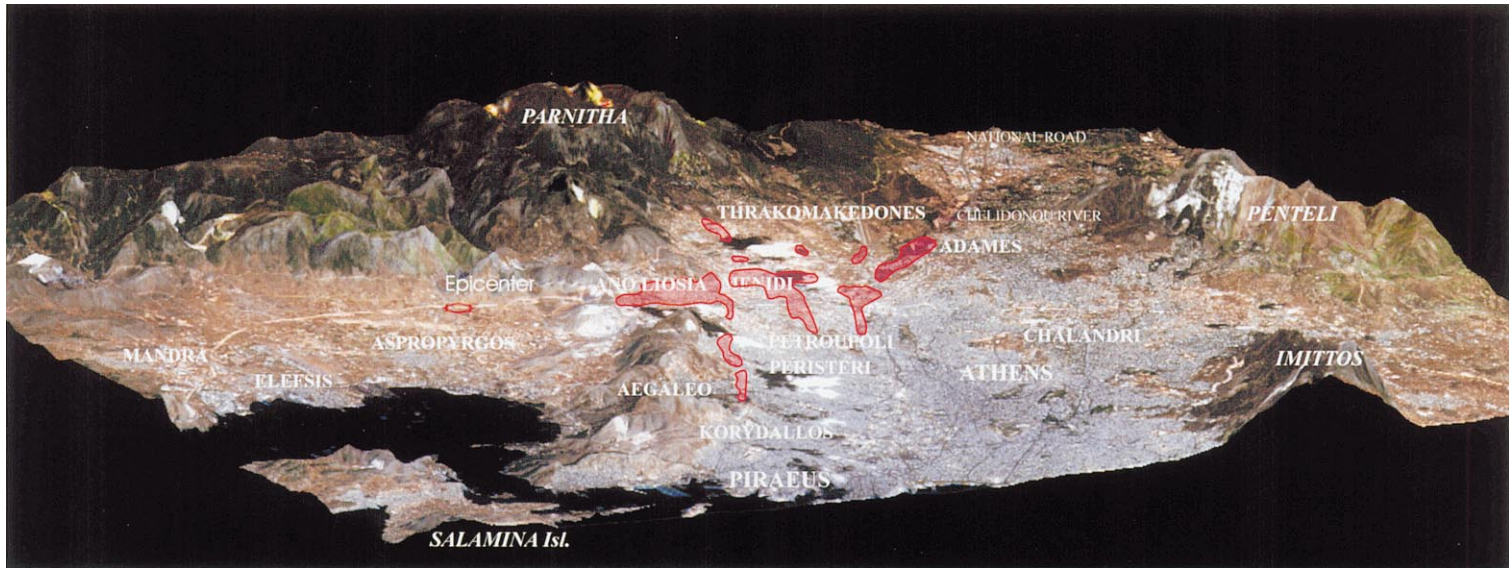 PARNITHA
NATIONAL ROAD
THRAKOMAKEDONES
CHELIDONOU RIVER
PENTELI
ADAMES
Epicenter
ANO LIOSIA
MENIDI
ASPROPYRGOS
PETROUPOLI
CHALANDRI
MANDRA
IMITTOS
PERISTERI
ATHENS
ELEFSIS
AEGALEO
KORYDALLOS
PIRAEUS
SALAMINA Isl.